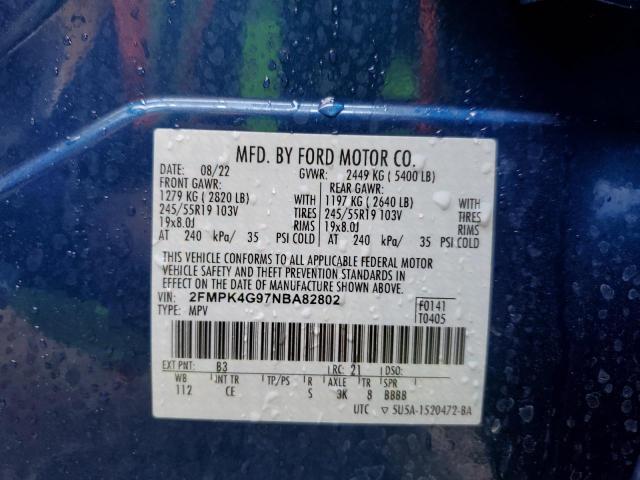 MFD. BY FORD MOTOR CO.
DATE: 08/22 GVWR: 2449 KG ( 5400 LB)
FRONT GAWR: REAR GAWR:
1279 KG ( 2820 LB) WITH 1197 KG ( 2640 LB) WITH
245/55R19 103V TIRES 245/55R19 103V TIRES
19x8.0J RIMS 19x8.0J RIMS
AT 240 kPa/ 35 PSI COLD AT 240 kPa/ 35 PSI COLD
THIS VEHICLE CONFORMS TO ALL APPLICABLE FEDERAL MOTOR
VEHICLE SAFETY AND THEFT PREVENTION STANDARDS IN
EFFECT ON THE DATE OF MANUFACTURE SHOWN ABOVE.
VIN: 2FMPK4G97NBA82802 F0141
TYPE: MPV T0405
EXT PNT: B3 RC: 21 DSO:
WB INT TR TP/PS R AXLE TR SPR
112 CE S 3K 8 BBBB
UTC ▽ 5U5A-1520472-BA